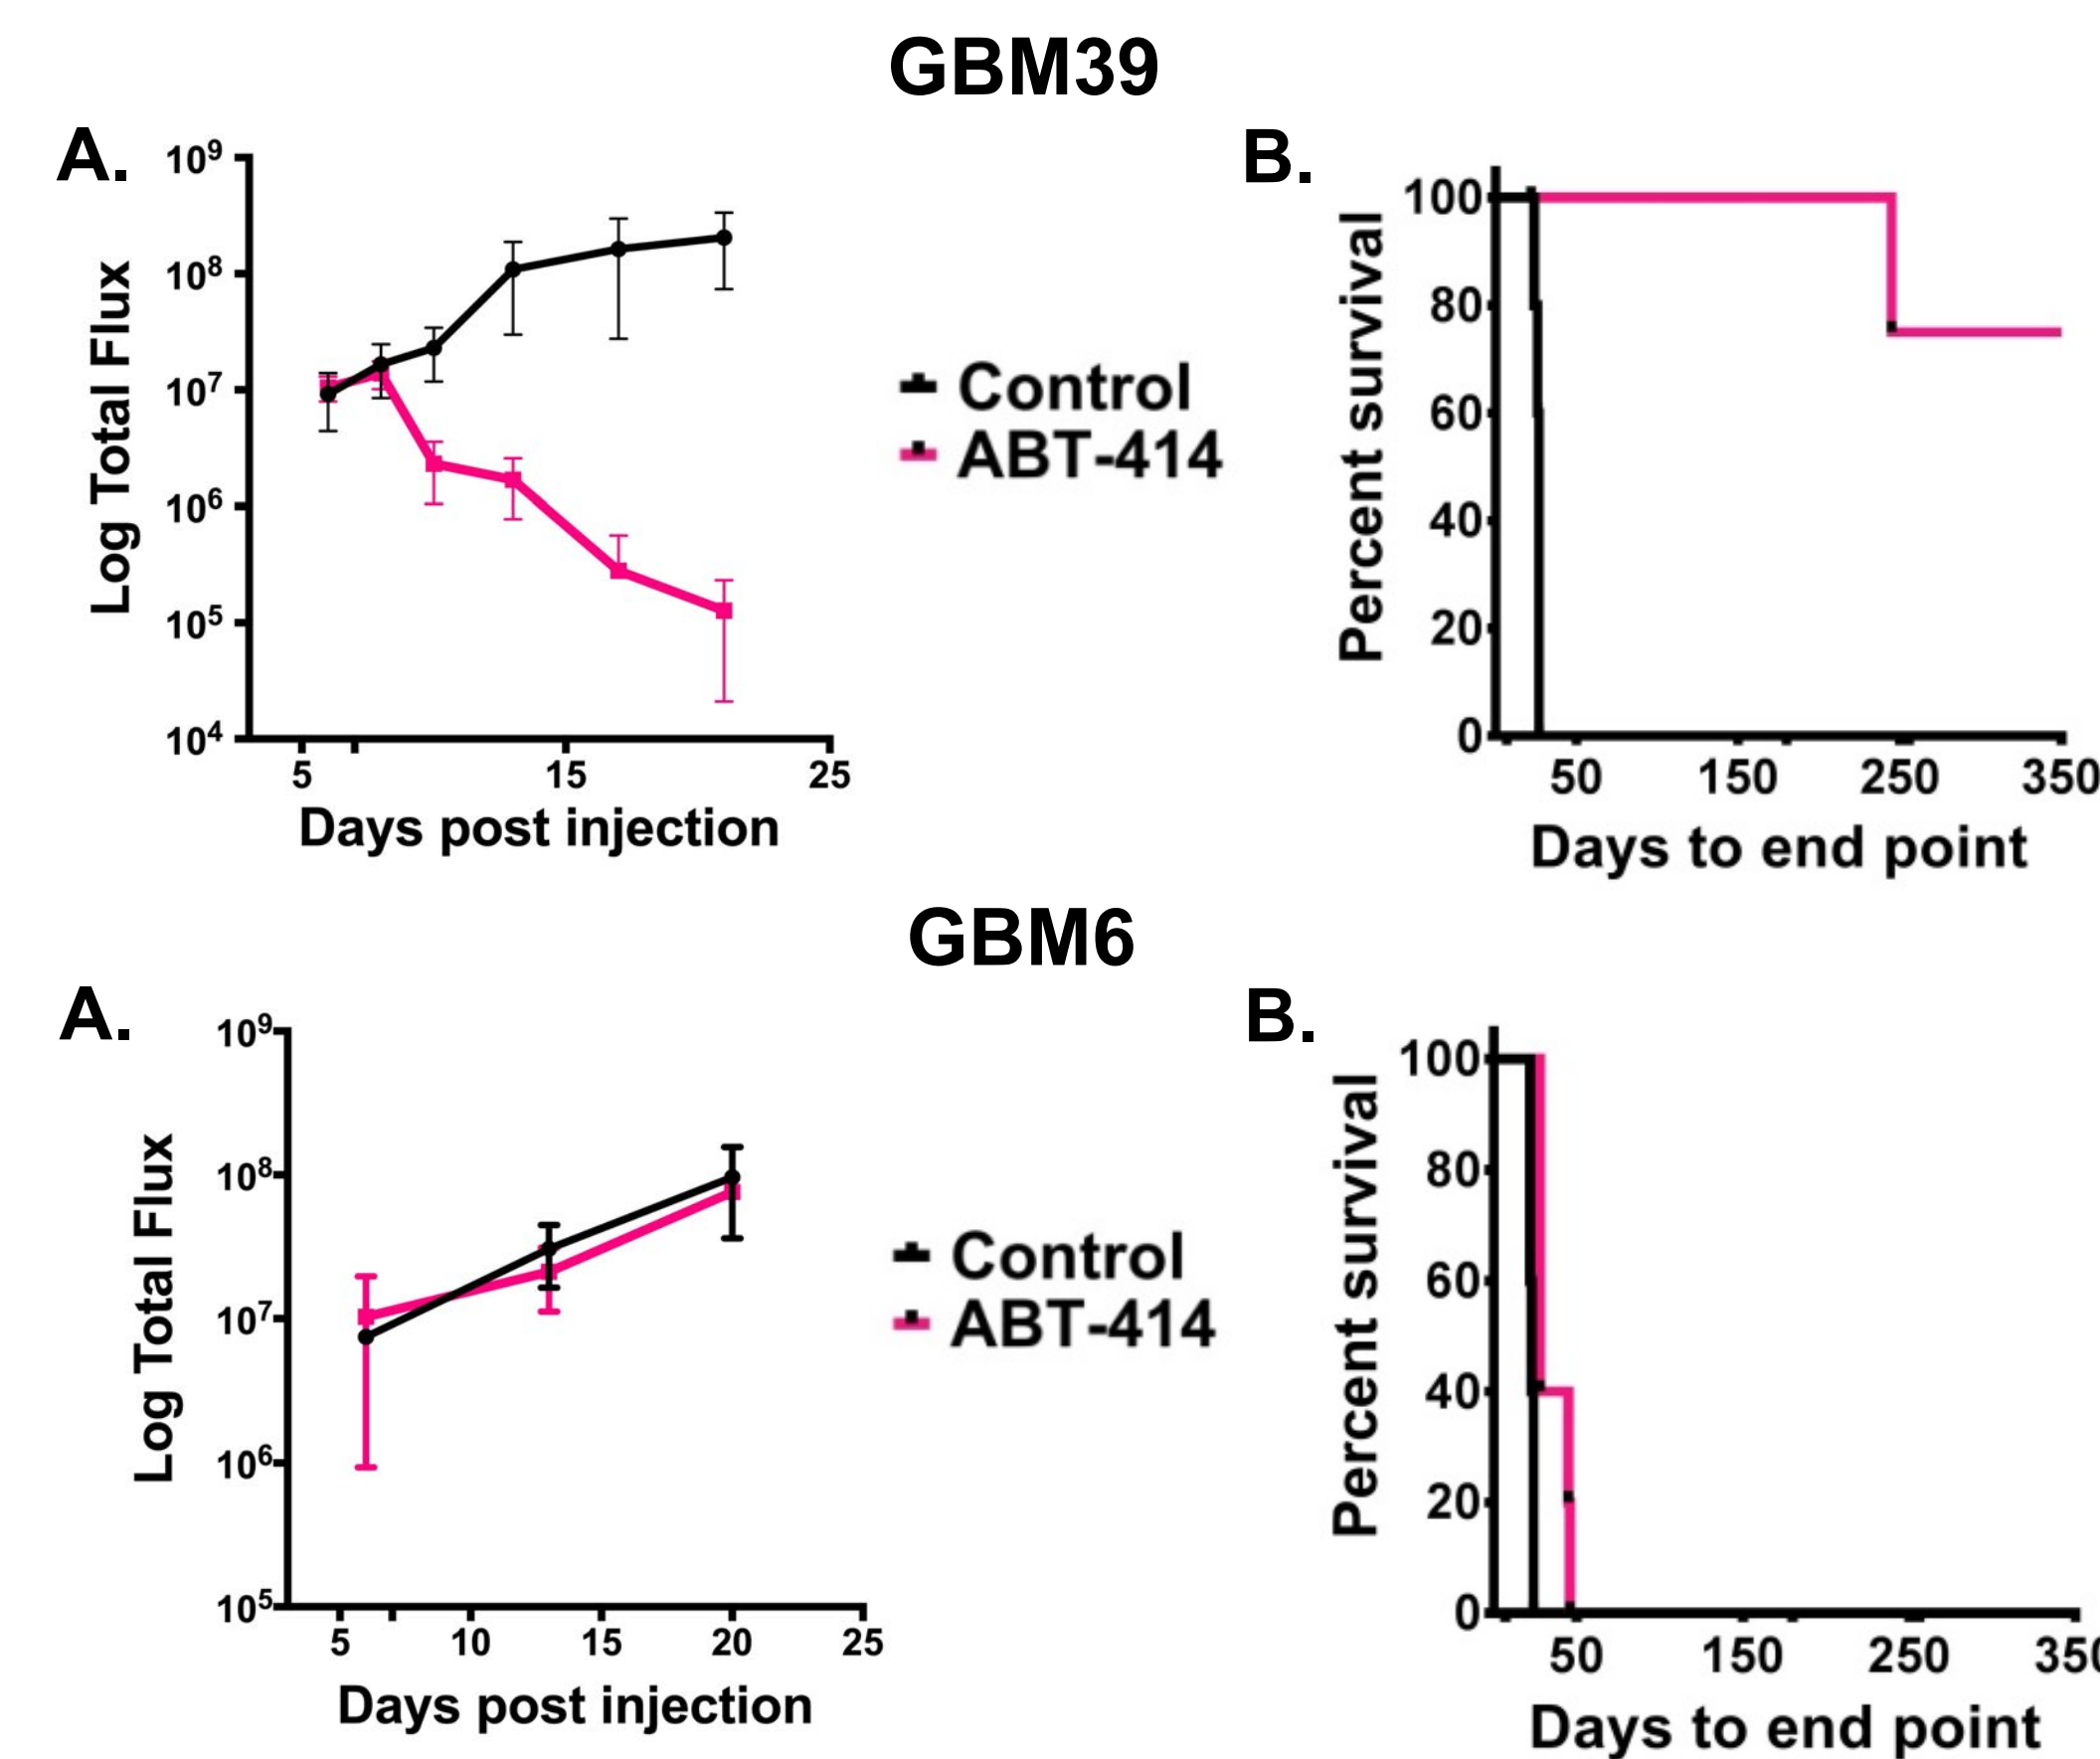 GBM39
A.
10⁹
10⁸
10⁷
10⁶
10⁵
10⁴
Log Total Flux
5 15 25
Days post injection
Control
ABT-414
B.
100
80
60
40
20
0
Percent survival
50 150 250 350
Days to end point
GBM6
A.
10⁹
10⁸
10⁷
10⁶
10⁵
Log Total Flux
5 10 15 20 25
Days post injection
Control
ABT-414
B.
100
80
60
40
20
0
Percent survival
50 150 250 350
Days to end point